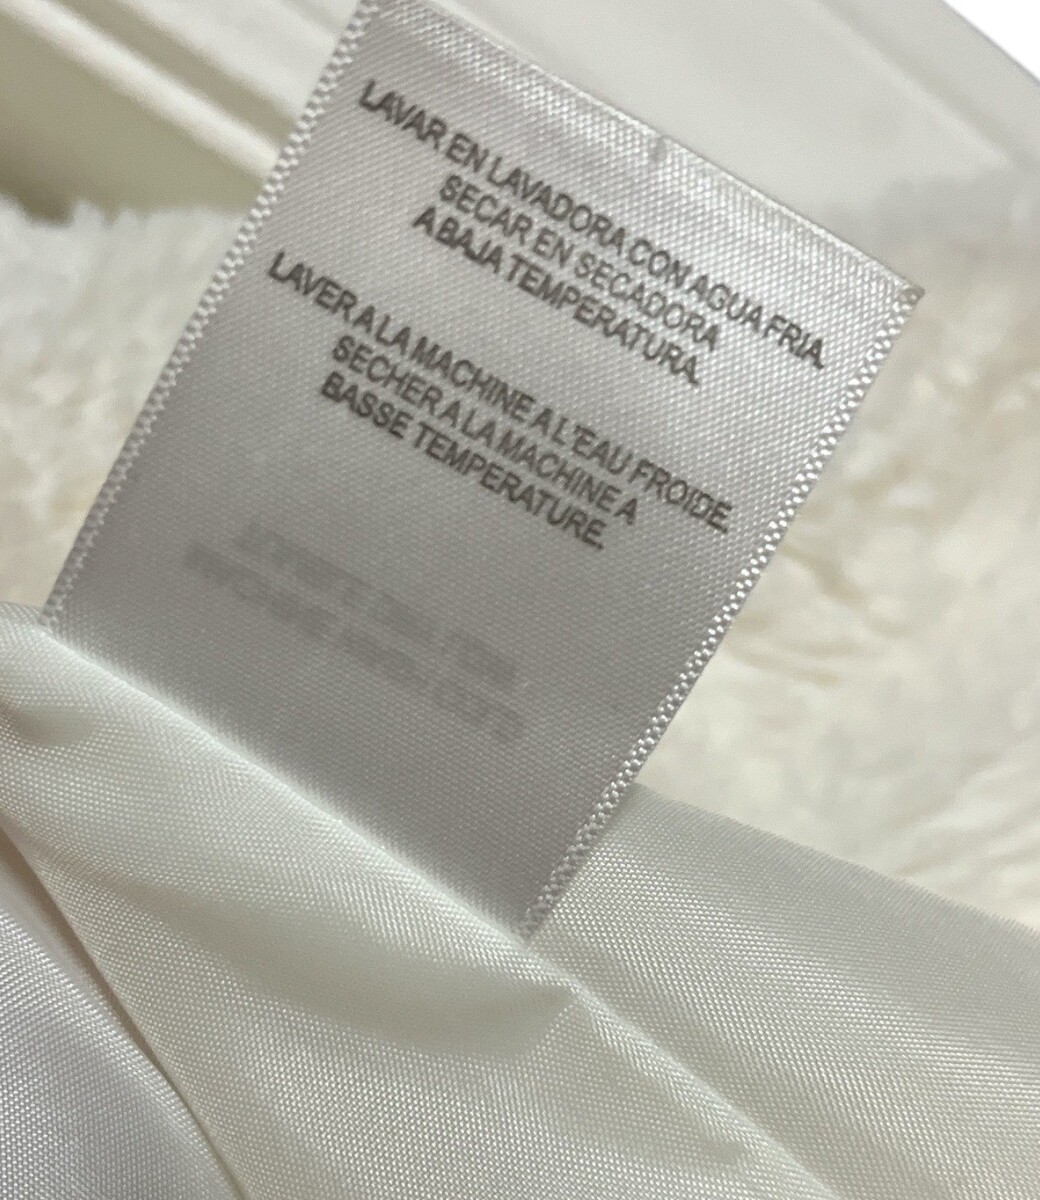 LAVAR EN LAVADORA CON AGUA FRIA.
SECAR EN SECADORA
A BAJA TEMPERATURA.
LAVER A LA MACHINE A L'EAU FROIDE.
SECHER A LA MACHINE A
BASSE TEMPERATURE.